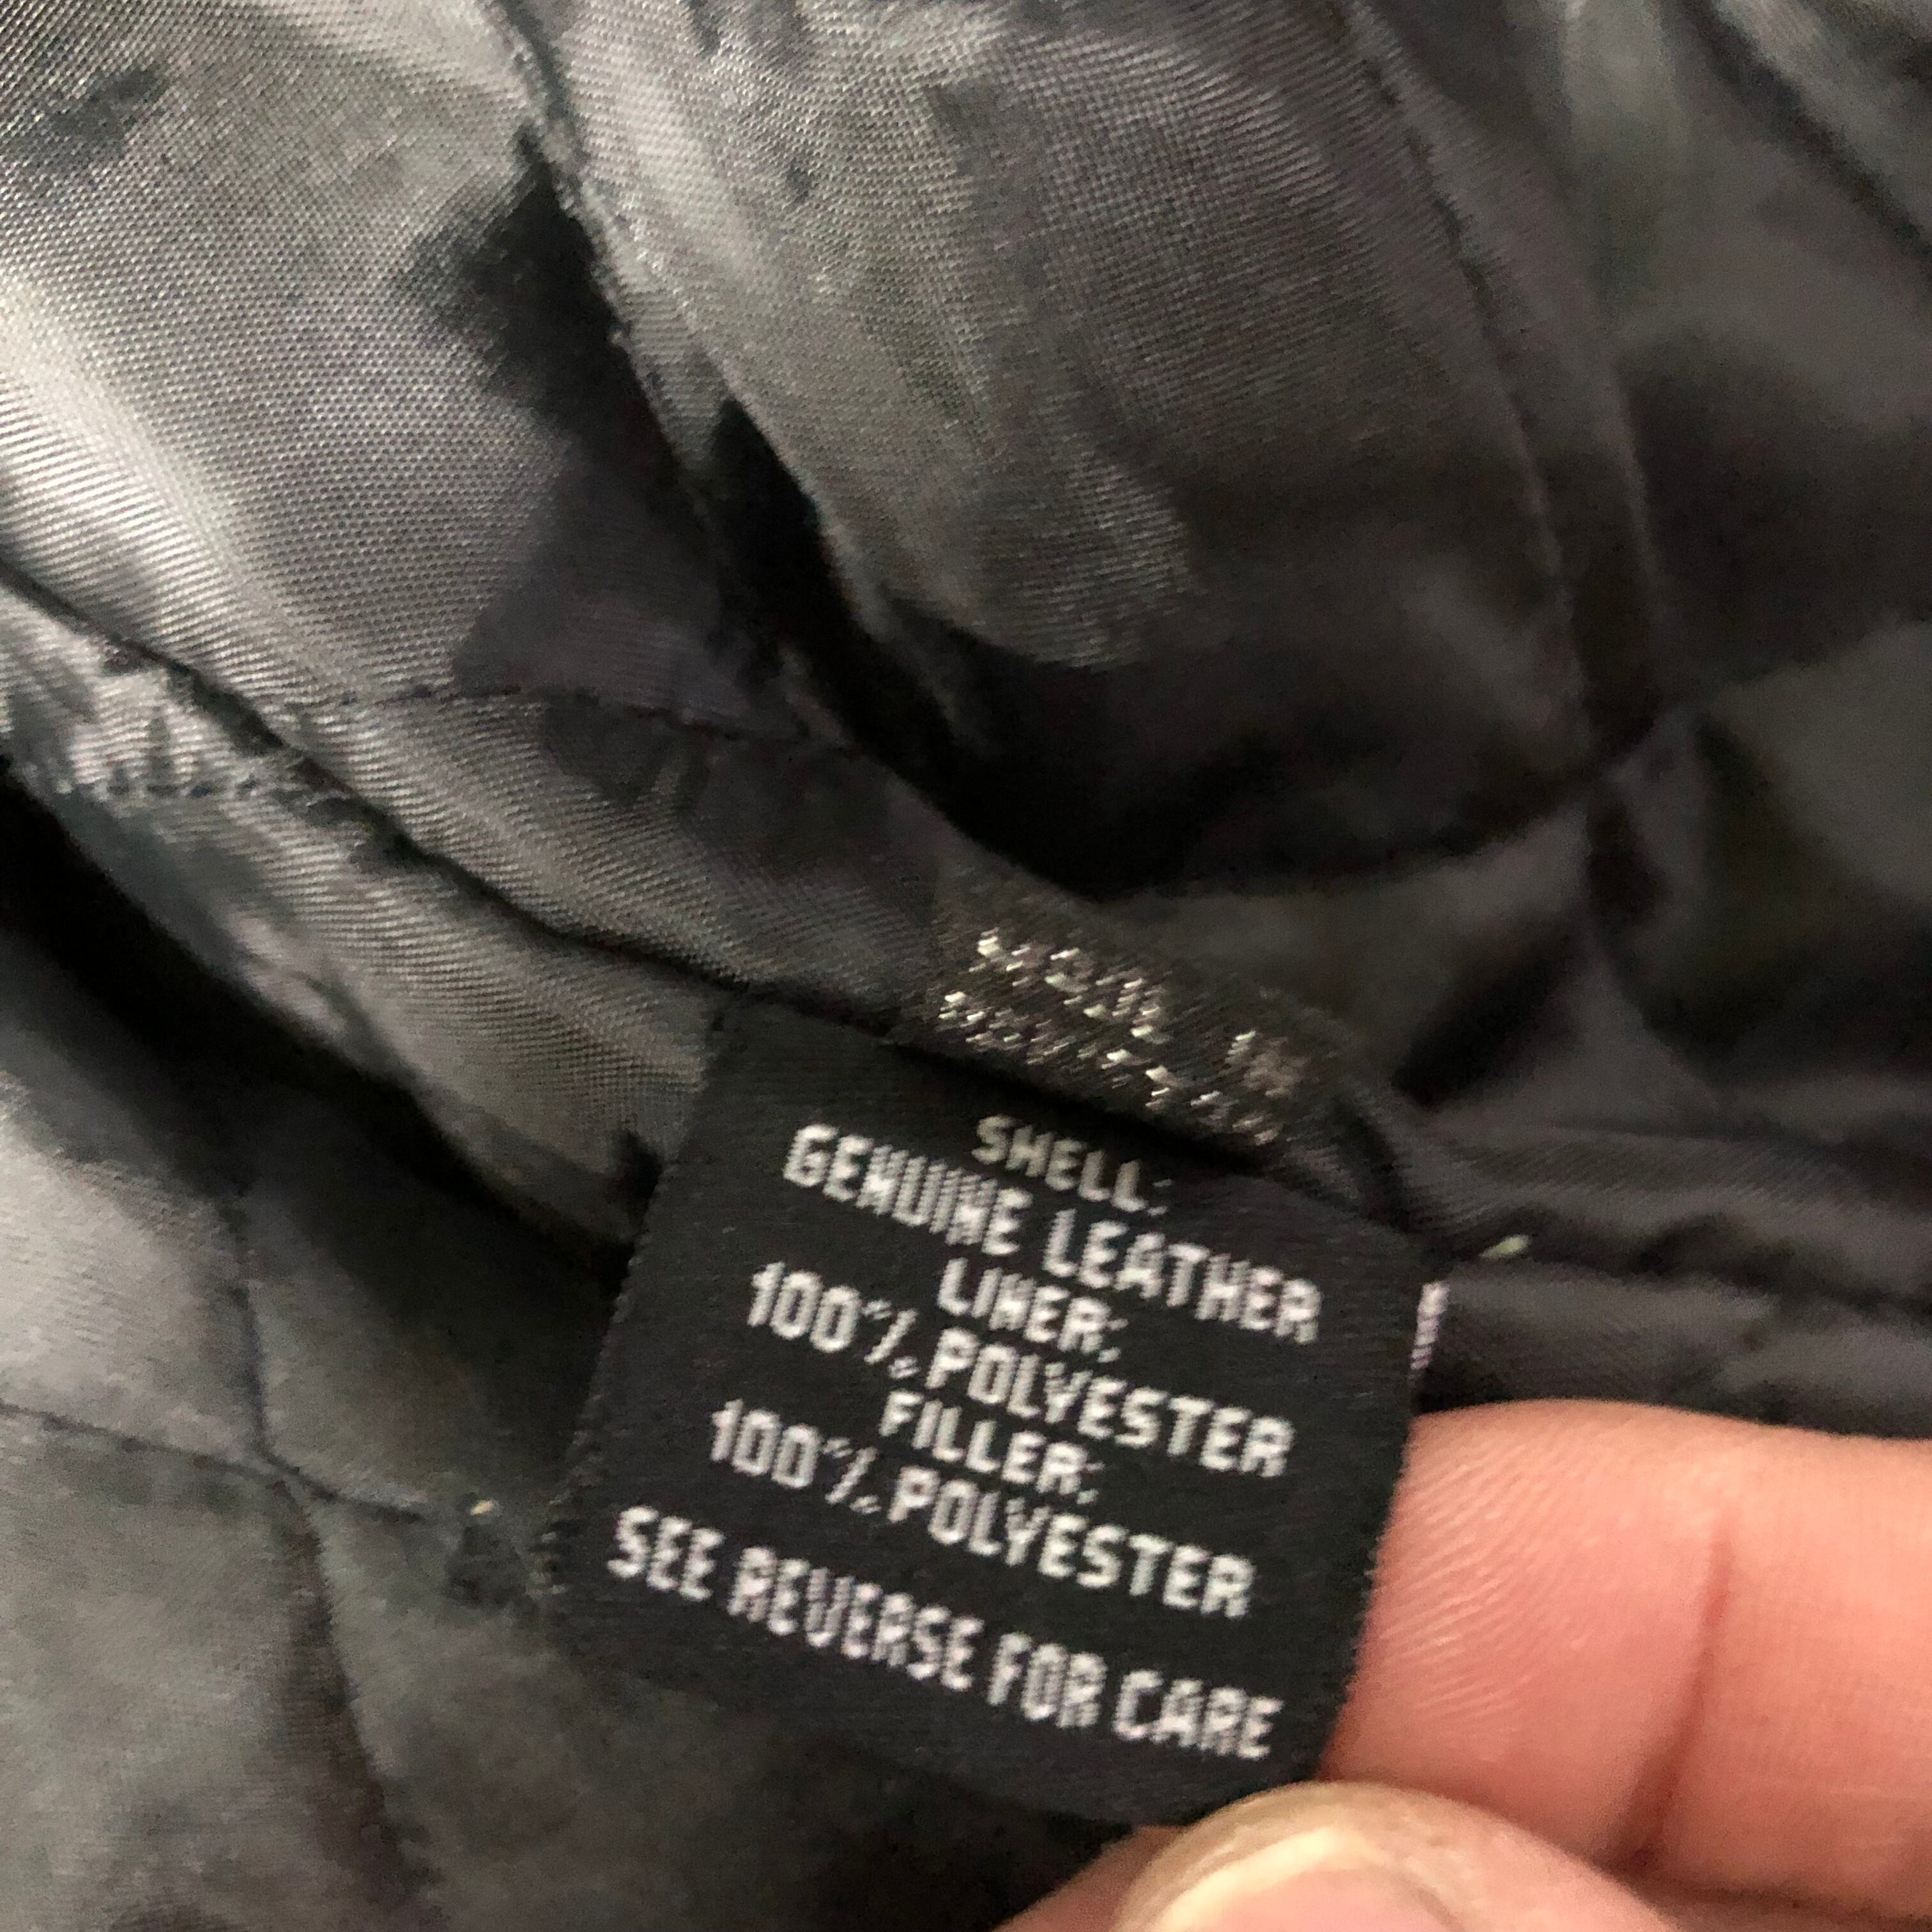 SHELL:
GENUINE LEATHER
LINER:
100% POLYESTER
FILLER:
100% POLYESTER
SEE REVERSE FOR CARE